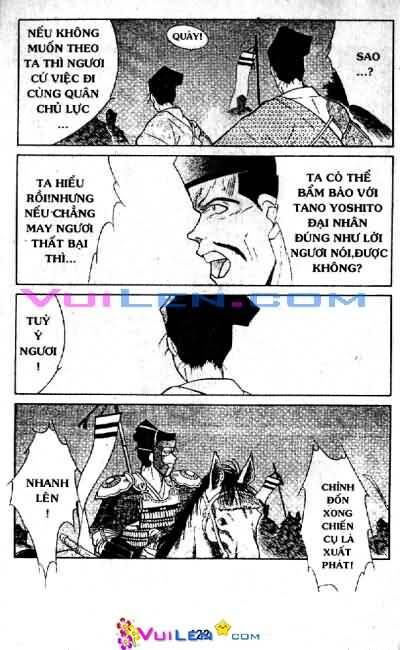 NẾU KHÔNG
MUỐN THEO
TA THÌ NGƯƠI
CỨ VIỆC ĐI
CÙNG QUÂN
CHỦ LỰC
...
QUÂY!
SAO
...?
TA HIỂU
RỒI!NHƯNG
NẾU CHẲNG
MAY NGƯƠI
THẤT BẠI
THÌ...
TA CÓ THỂ
BẨM BÁO VỚI
TANO YOSHITO
ĐẠI NHÂN
ĐÚNG NHƯ LỜI
NGƯƠI NÓI,ĐƯỢC
KHÔNG?
VUILEN.COM
TUỲ
Ý
NGƯƠI
!
NHANH
LÊN
!
CHỈNH
ĐỐN
XONG
CHIẾN
CỤ LÀ
XUẤT
PHÁT!
VUILEN
.COM